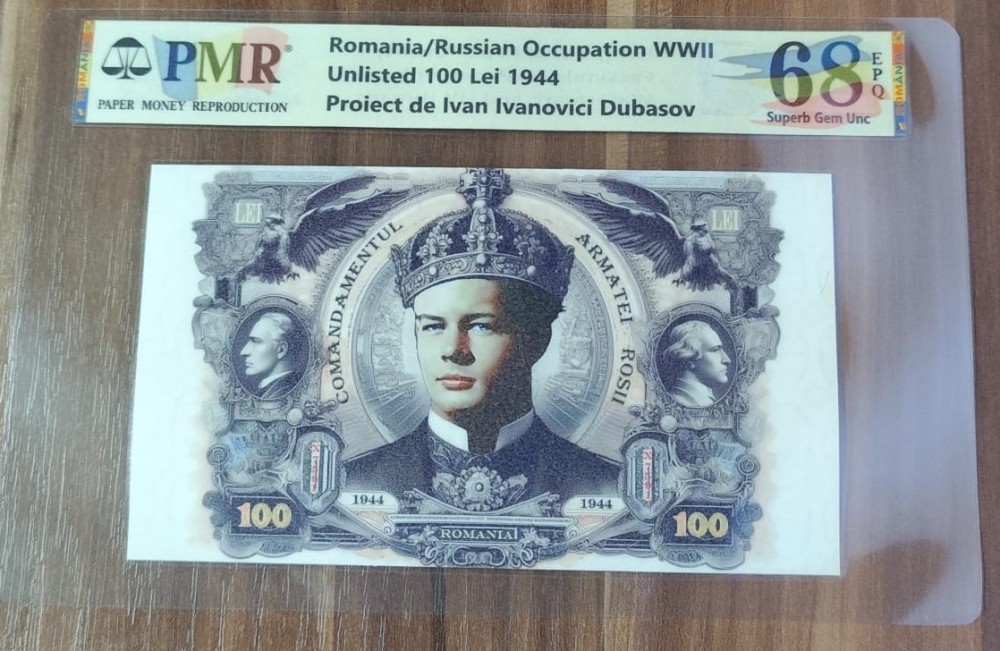 PMR
PAPER MONEY REPRODUCTION
Romania/Russian Occupation WWII
Unlisted 100 Lei 1944
Proiect de Ivan Ivanovici Dubasov
68
EPQ
Superb Gem Unc
LEI
LEI
COMANDAMENTUL
ARMATEI ROSII
1944
1944
100
ROMANIA
100